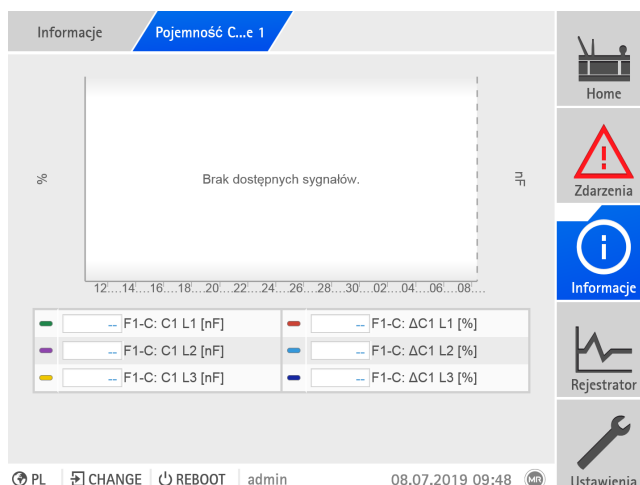 Informacje
Pojemność C...e 1
%
Brak dostępnych sygnałów.
nF
12....14....16....18....20....22....24....26....28....30....02....04....06....08....
-- F1-C: C1 L1 [nF]
-- F1-C: ΔC1 L1 [%]
-- F1-C: C1 L2 [nF]
-- F1-C: ΔC1 L2 [%]
-- F1-C: C1 L3 [nF]
-- F1-C: ΔC1 L3 [%]
PL CHANGE REBOOT admin 08.07.2019 09:48 MR
Home
Zdarzenia
Informacje
Rejestrator
Ustawienia